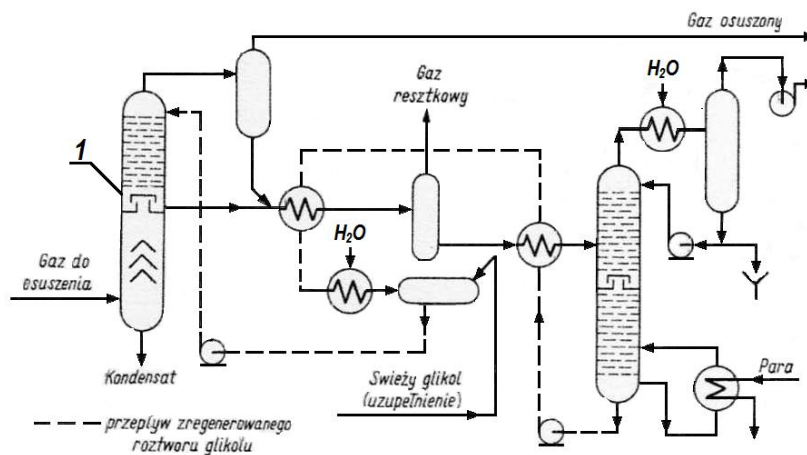 Gaz osuszony
Gaz
resztkowy
H₂O
1
H₂O
Gaz do
osuszenia
Kondensat
Świeży glikol
(uzupełnienie)
Para
przepływ zregenerowanego
roztworu glikolu